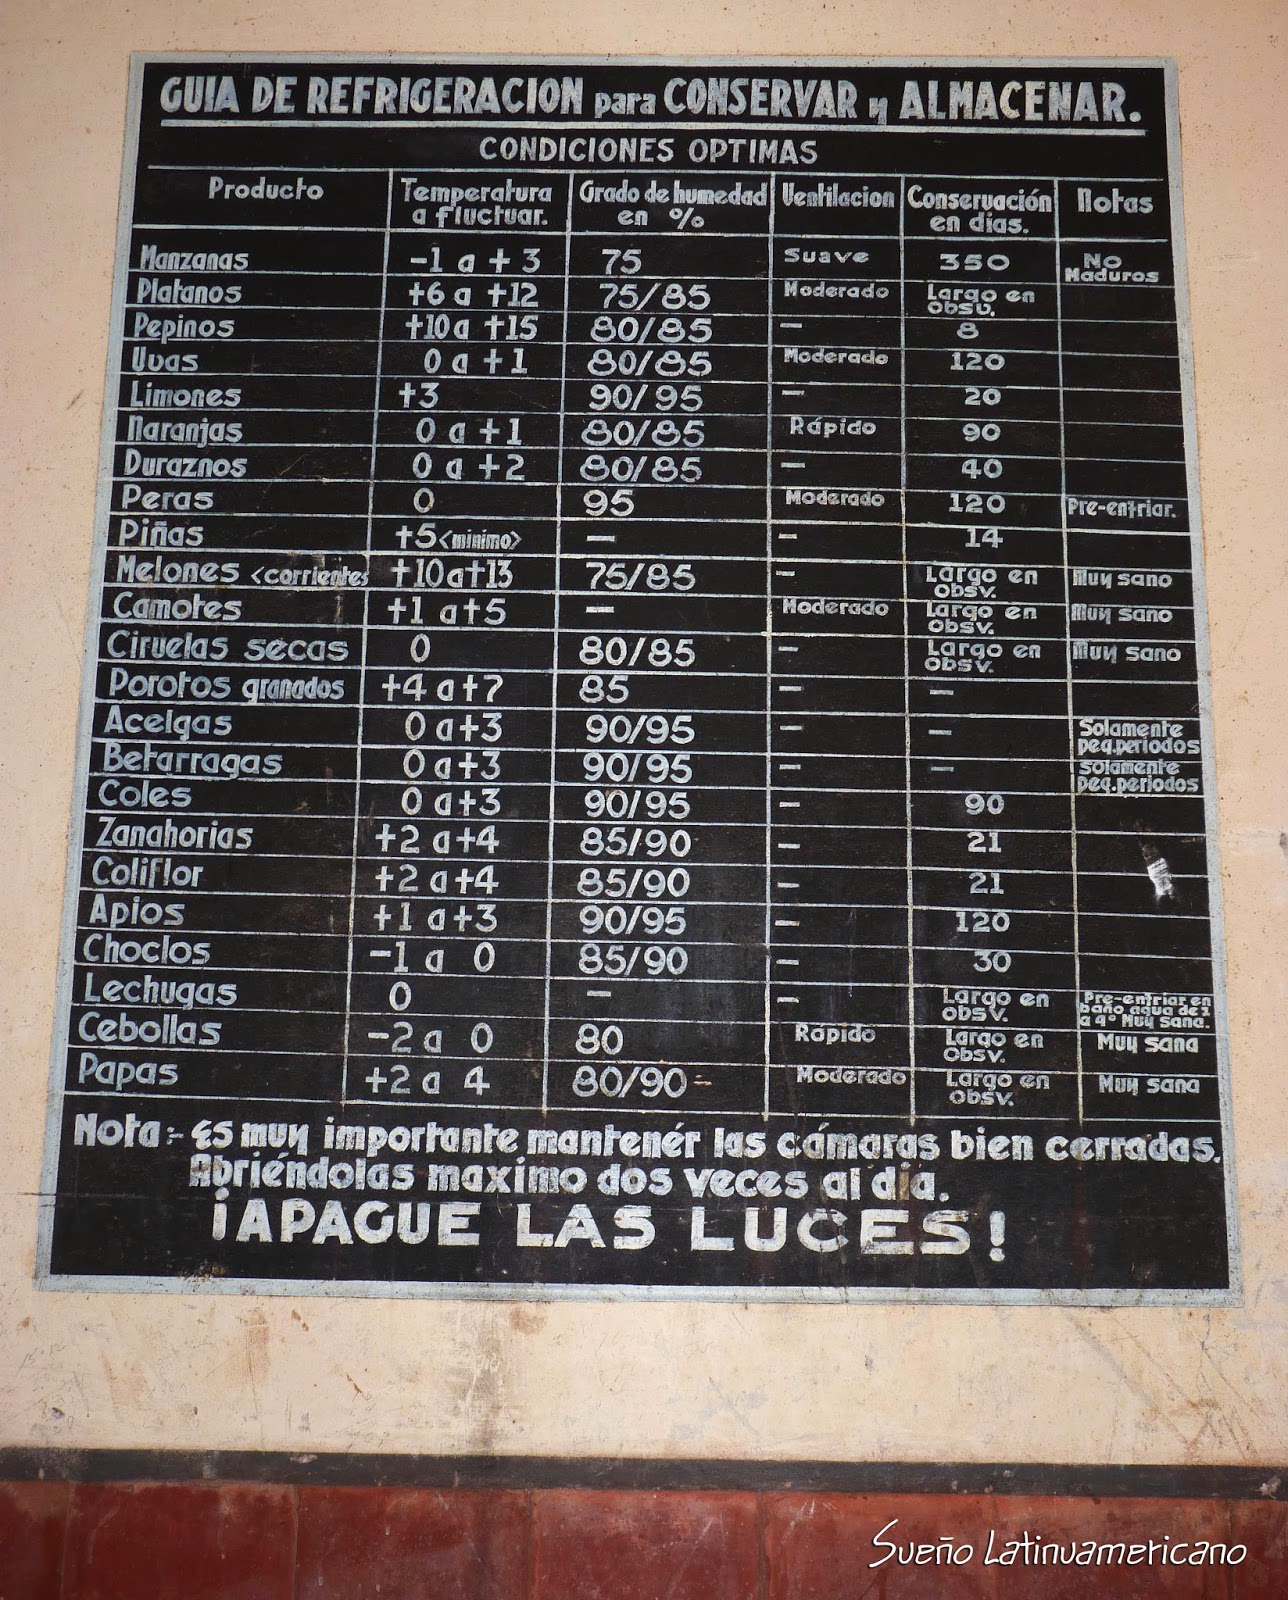 GUIA DE REFRIGERACION para CONSERVAR y ALMACENAR.
CONDICIONES OPTIMAS
Producto Temperatura a fluctuar. Grado de humedad en % Ventilacion Conservación en dias. Notas
Manzanas -1 a +3 75 Suave 350 No Maduros
Platanos +6 a +12 75/85 Moderado Largo en obsv.
Pepinos +10 a +15 80/85 – 8
Uvas 0 a +1 80/85 Moderado 120
Limones +3 90/95 – 20
Naranjas 0 a +1 80/85 Rápido 90
Duraznos 0 a +2 80/85 – 40
Peras 0 95 Moderado 120 Pre-entriar.
Piñas +5 <minimo> – – 14
Melones <corrientes +10 a +13 75/85 – Largo en obsv. Muy sano
Camotes +1 a +5 – Moderado Largo en Obsv. Muy sano
Ciruelas secas 0 80/85 – Largo en obsv. Muy sano
Porotos granados +4 a +7 85 – –
Acelgas 0 a +3 90/95 – – Solamente peq.periodos
Betarragas 0 a +3 90/95 – – solamente peq.periodos
Coles 0 a +3 90/95 – 90
Zanahorias +2 a +4 85/90 – 21
Coliflor +2 a +4 85/90 – 21
Apios +1 a +3 90/95 – 120
Choclos -1 a 0 85/90 – 30
Lechugas 0 – – Largo en obsv. Pre-entriar en baño agua de 1 a 4° Muy sana.
Cebollas -2 a 0 80 Rápido Largo en Obsv. Muy sana
Papas +2 a 4 80/90 Moderado Largo en obsv. Muy sana
Nota:- Es muy importante mantenér las cámaras bien cerradas.
Abriéndolas maxímo dos veces al dia.
¡APAGUE LAS LUCES!
Sueño Latinuamericano